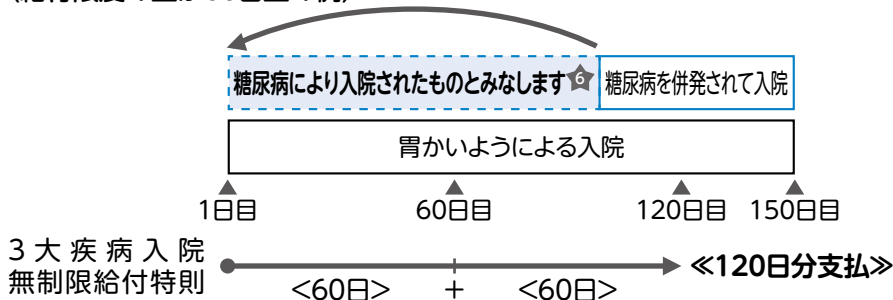 糖尿病により入院されたものとみなします 6 糖尿病を併発されて入院
胃かいようによる入院
1日目 60日目 120日目 150日目
3大疾病入院
無制限給付特則
<60日> + <60日>
≪120日分支払≫